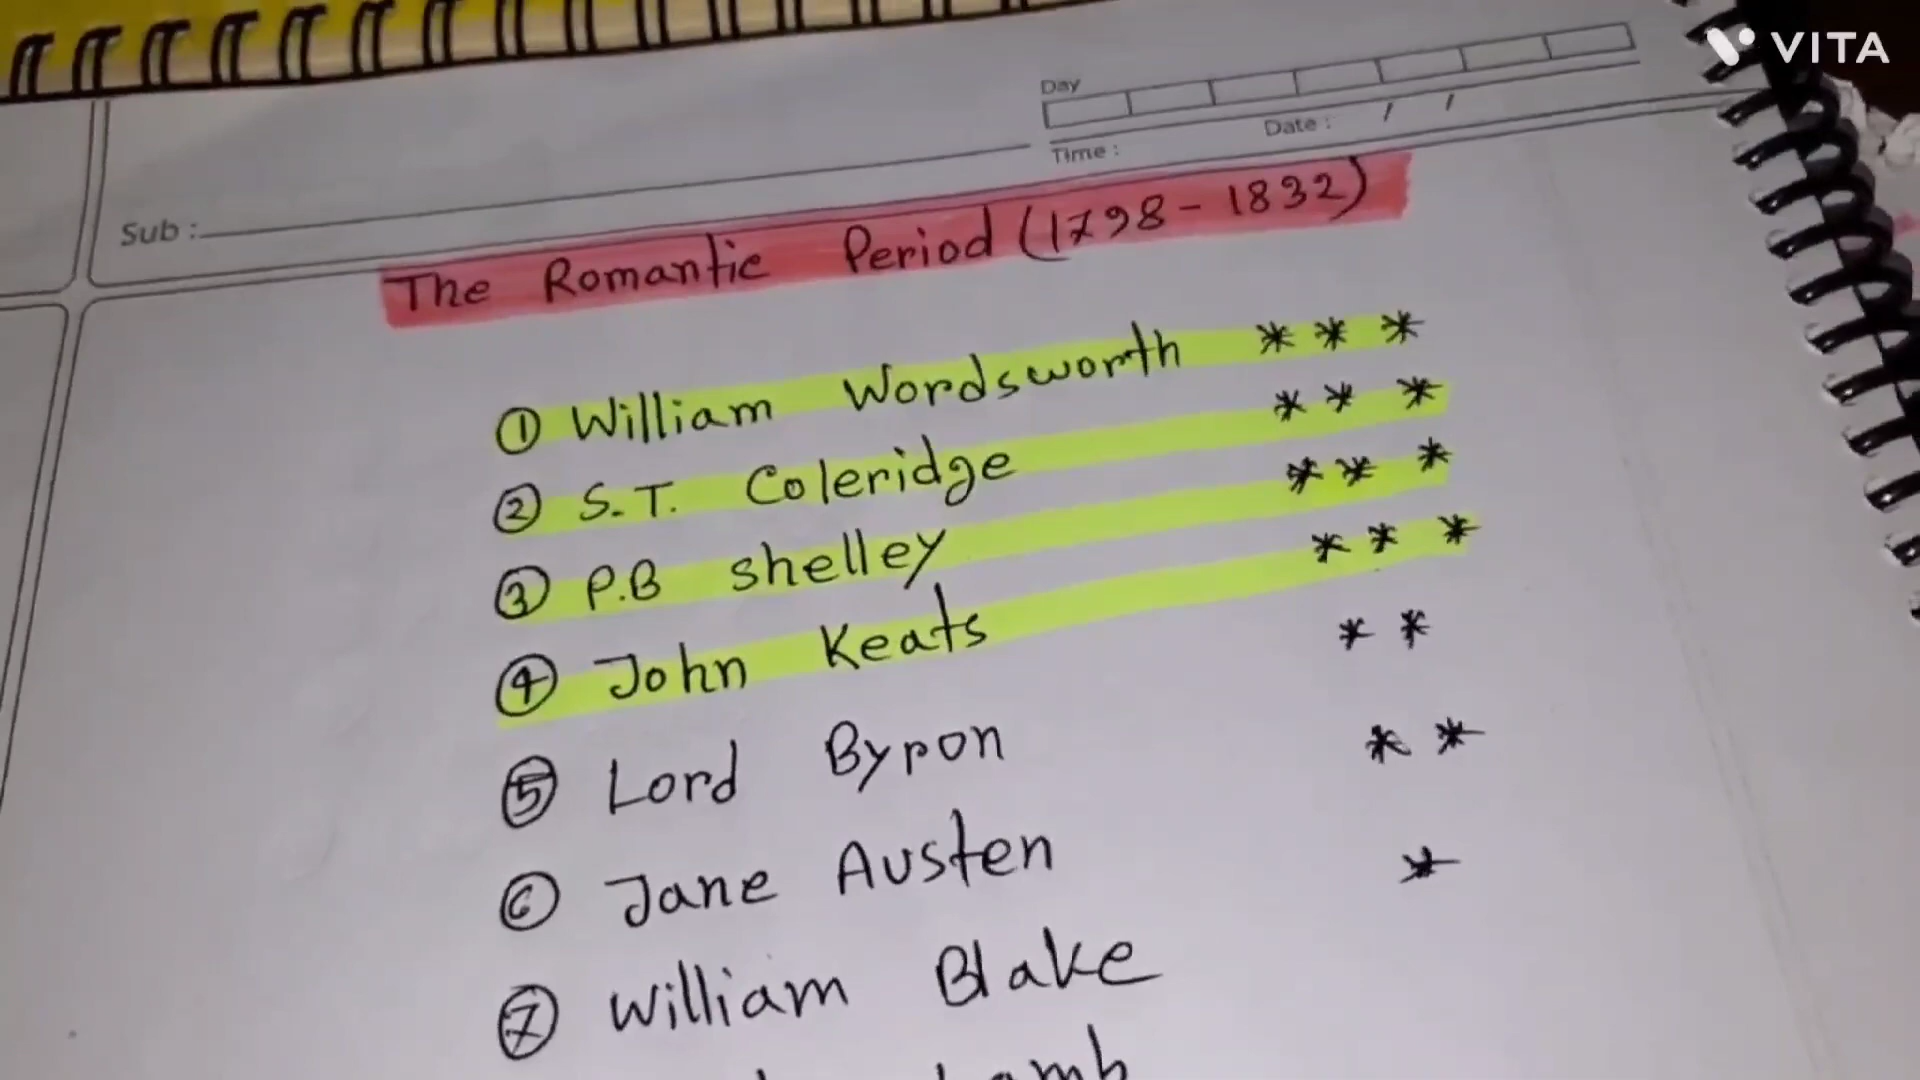 VITA
Day
Date : / /
Time :
Sub :
The Romantic Period (1798 - 1832)
① William Wordsworth * * *
② S.T. Coleridge * * *
③ P.B shelley * * *
④ John Keats * * *
⑤ Lord Byron * *
⑥ Jane Austen * *
⑦ William Blake *